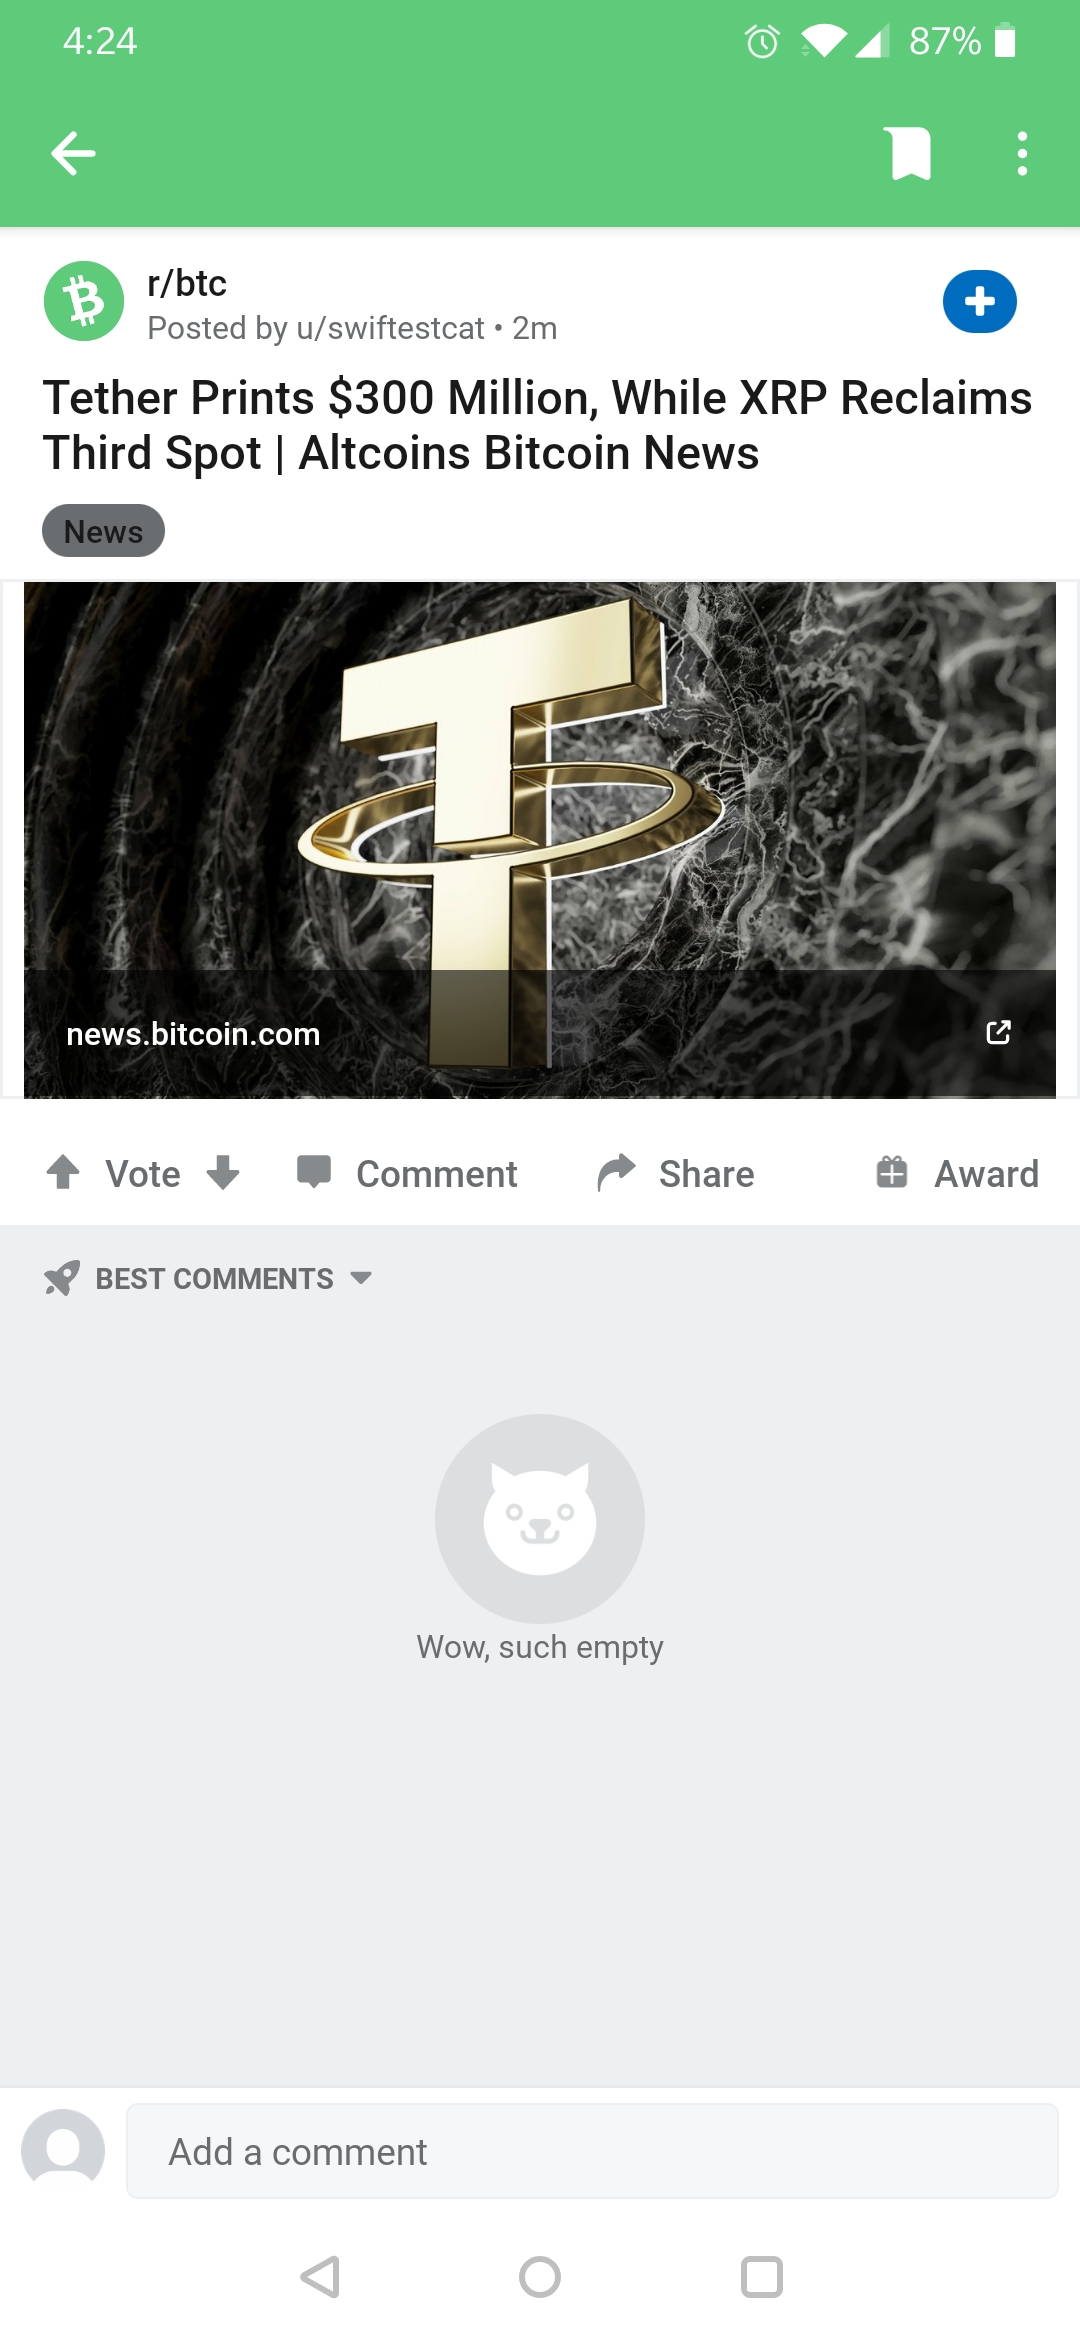 4:24
87%
r/btc
Posted by u/swiftestcat • 2m
Tether Prints $300 Million, While XRP Reclaims
Third Spot | Altcoins Bitcoin News
News
news.bitcoin.com
Vote
Comment
Share
Award
BEST COMMENTS
Wow, such empty
Add a comment